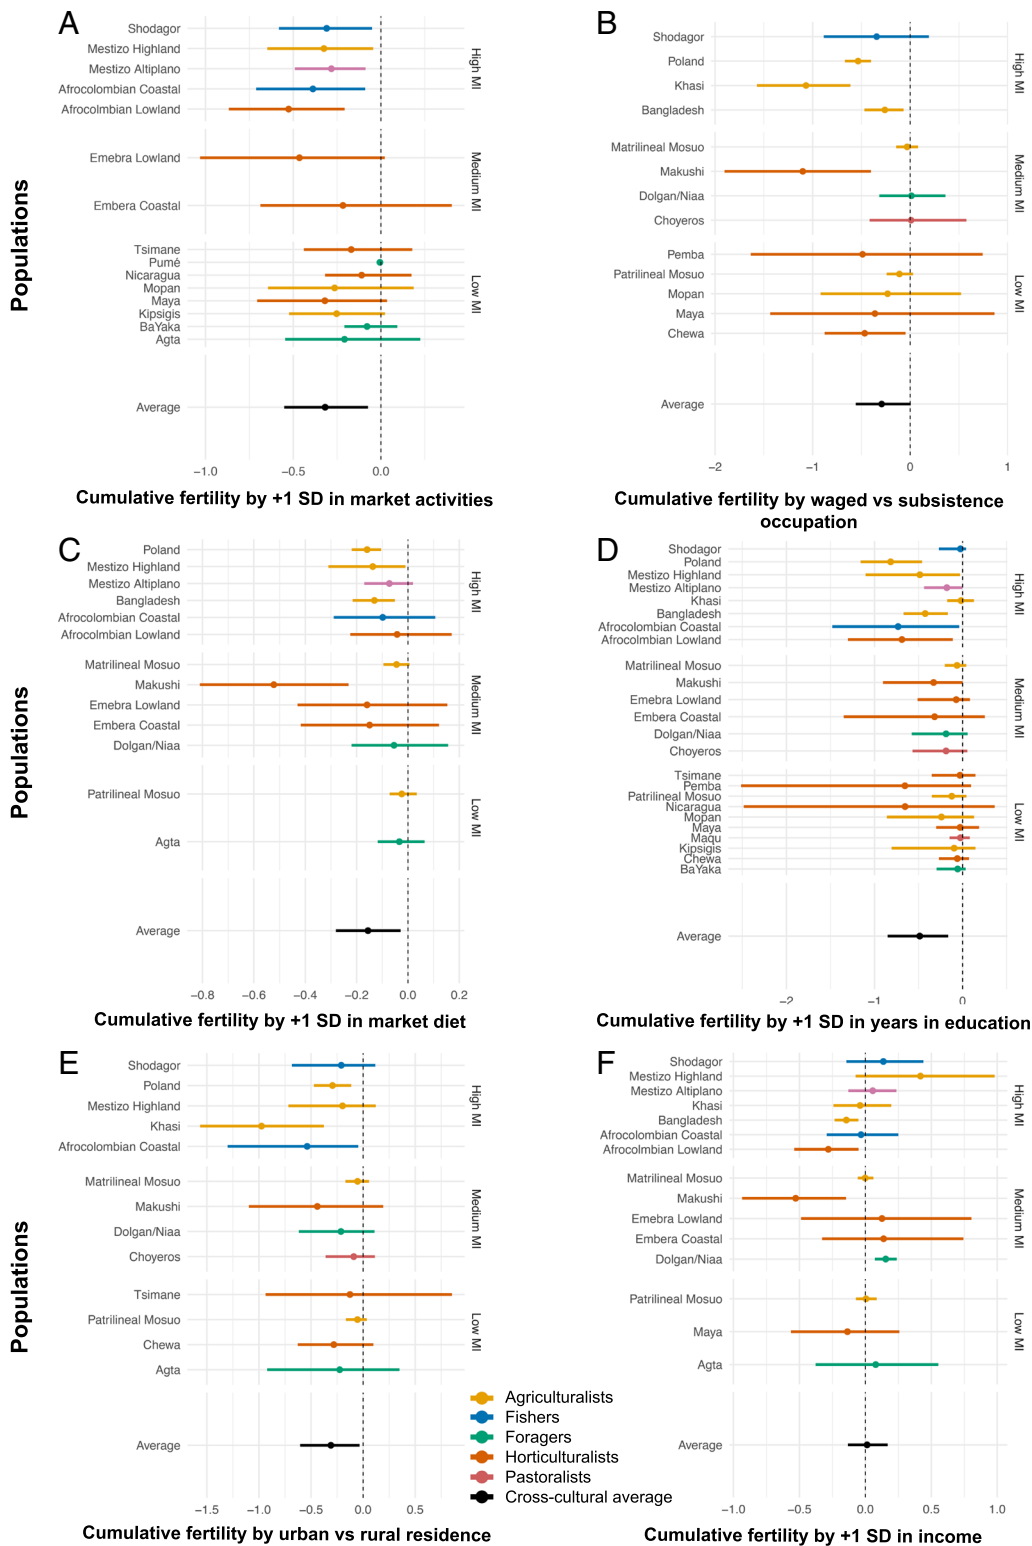 A
Populations
Shodagor
Mestizo Highland
Mestizo Altiplano
Afrocolombian Coastal
Afrocolmbian Lowland
High MI
Emebra Lowland
Embera Coastal
Medium MI
Tsimane
Pumé
Nicaragua
Mopan
Maya
Kipsigis
BaYaka
Agta
Low MI
Average
−1.0 −0.5 0.0
Cumulative fertility by +1 SD in market activities
B
Shodagor
Poland
Khasi
Bangladesh
High MI
Matrilineal Mosuo
Makushi
Dolgan/Niaa
Choyeros
Medium MI
Pemba
Patrilineal Mosuo
Mopan
Maya
Chewa
Low MI
Average
−2 −1 0 1
Cumulative fertility by waged vs subsistence
occupation
C
Populations
Poland
Mestizo Highland
Mestizo Altiplano
Bangladesh
Afrocolombian Coastal
Afrocolmbian Lowland
High MI
Matrilineal Mosuo
Makushi
Emebra Lowland
Embera Coastal
Dolgan/Niaa
Medium MI
Patrilineal Mosuo
Agta
Low MI
Average
−0.8 −0.6 −0.4 −0.2 0.0 0.2
Cumulative fertility by +1 SD in market diet
D
Shodagor
Poland
Mestizo Highland
Mestizo Altiplano
Khasi
Bangladesh
Afrocolombian Coastal
Afrocolmbian Lowland
High MI
Matrilineal Mosuo
Makushi
Emebra Lowland
Embera Coastal
Dolgan/Niaa
Choyeros
Medium MI
Tsimane
Pemba
Patrilineal Mosuo
Nicaragua
Mopan
Maya
Maqu
Kipsigis
Chewa
BaYaka
Low MI
Average
−2 −1 0
Cumulative fertility by +1 SD in years in education
E
Populations
Shodagor
Poland
Mestizo Highland
Khasi
Afrocolombian Coastal
High MI
Matrilineal Mosuo
Makushi
Dolgan/Niaa
Choyeros
Medium MI
Tsimane
Patrilineal Mosuo
Chewa
Agta
Low MI
Average
−1.5 −1.0 −0.5 0.0 0.5
Cumulative fertility by urban vs rural residence
Agriculturalists
Fishers
Foragers
Horticulturalists
Pastoralists
Cross-cultural average
F
Shodagor
Mestizo Highland
Mestizo Altiplano
Khasi
Bangladesh
Afrocolombian Coastal
Afrocolmbian Lowland
High MI
Matrilineal Mosuo
Makushi
Emebra Lowland
Embera Coastal
Dolgan/Niaa
Medium MI
Patrilineal Mosuo
Maya
Agta
Low MI
Average
−1.0 −0.5 0.0 0.5 1.0
Cumulative fertility by +1 SD in income